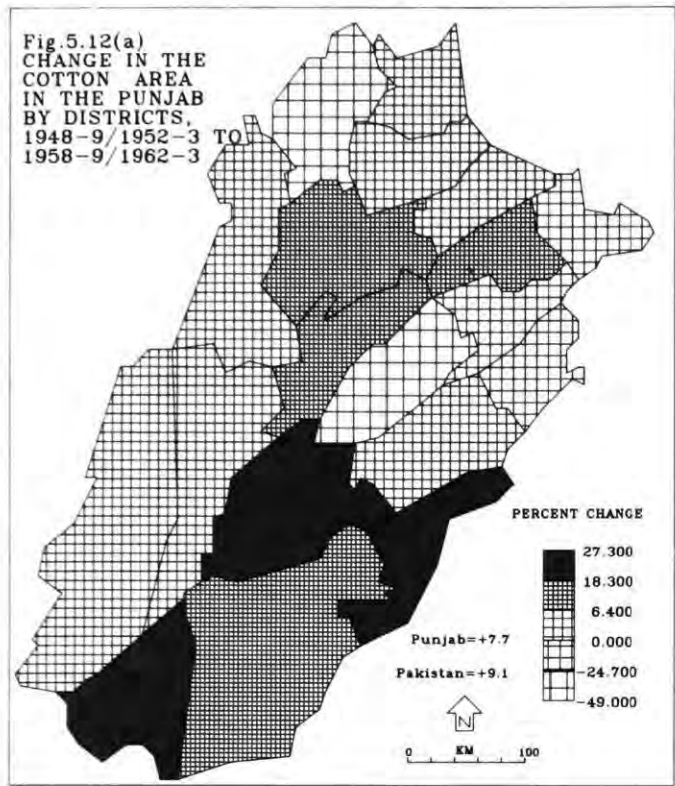 Fig.5.12(a)
CHANGE IN THE
COTTON AREA
IN THE PUNJAB
BY DISTRICTS,
1948-9/1952-3 TO
1958-9/1962-3
PERCENT CHANGE
27.300
18.300
6.400
0.000
-24.700
-49.000
Punjab=+7.7
Pakistan=+9.1
N
0 KM 100